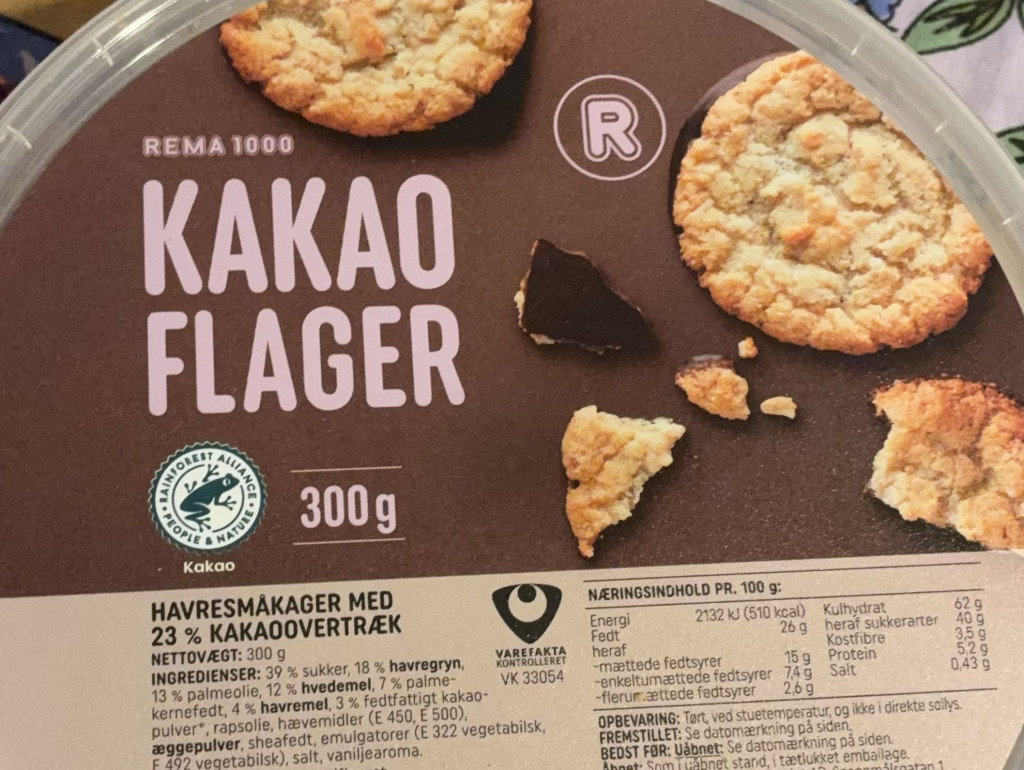 REMA 1000
R
KAKAO
FLAGER
RAINFOREST ALLIANCE
PEOPLE & NATURE
Kakao
300 g
HAVRESMÅKAGER MED
23 % KAKAOOVERTRÆK
NETTOVÆGT: 300 g
INGREDIENSER: 39 % sukker, 18 % havregryn,
13 % palmeolie, 12 % hvedemel, 7 % palme-
kernefedt, 4 % havremel, 3 % fedtfattigt kakao-
pulver*, rapsolie, hævemidler (E 450, E 500),
æggepulver, sheafedt, emulgatorer (E 322 vegetabilsk,
E 492 vegetabilsk), salt, vaniljearoma.
VAREFAKTA
KONTROLLERET
VK 33054
NÆRINGSINDHOLD PR. 100 g:
Energi 2132 kJ (510 kcal)
Fedt 26 g
heraf
-mættede fedtsyrer 15 g
-enkeltumættede fedtsyrer 7,4 g
-flerumættede fedtsyrer 2,6 g
Kulhydrat 62 g
heraf sukkerarter 40 g
Kostfibre 3,5 g
Protein 5,2 g
Salt 0,43 g
OPBEVARING: Tørt, ved stuetemperatur, og ikke i direkte sollys.
FREMSTILLET: Se datomærkning på siden.
BEDST FØR: Uåbnet: Se datomærkning på siden.
Åbnet: Som i uåbnet stand, i tætlukket emballage.